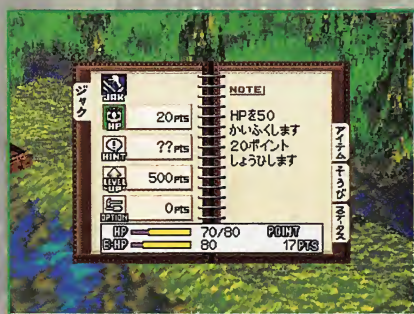 ジャク
JAK
HP
20PTS
HINT
??PTS
LEVEL UP
500PTS
OPTION
0PTS
NOTE
HPを50
かいふくします
20ポイント
しょうひします
アイテム
そうび
ステータス
HP 70/80
E-HP 80
POINT
17PTS